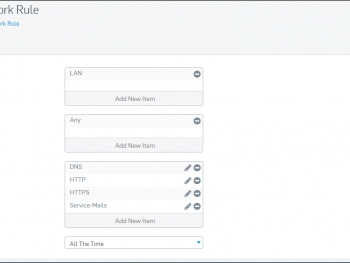 ork Rule
rk Rule
LAN
Add New Item
Any
Add New Item
DNS
HTTP
HTTPS
Service-Mails
Add New Item
All The Time